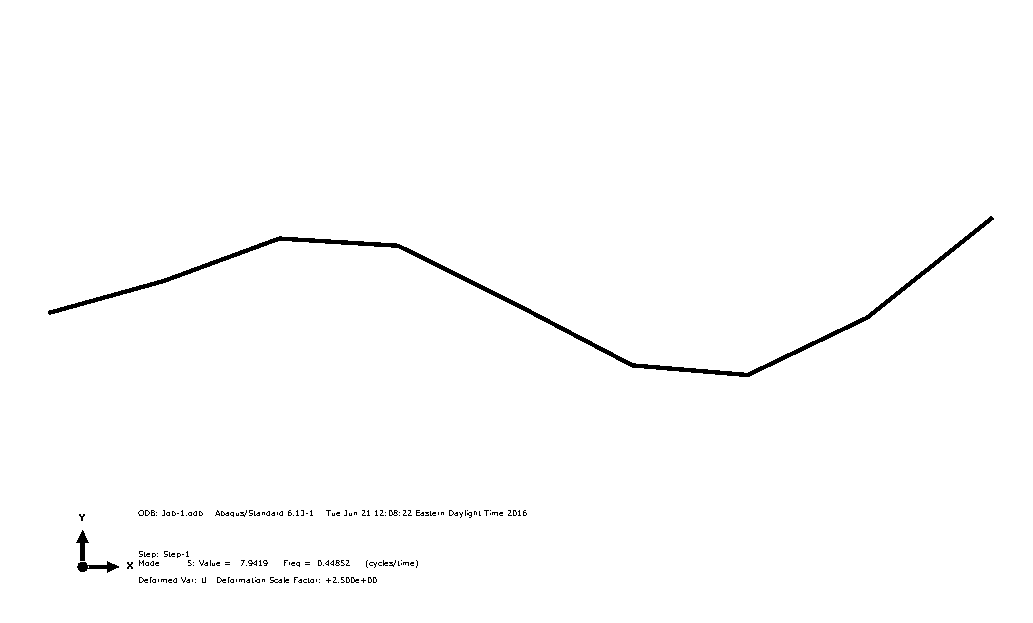 Y
ODB: Job-1.odb Abaqus/Standard 6.13-1 Tue Jun 21 12:08:22 Eastern Daylight Time 2016
X
Step: Step-1
Mode 5: Value = 7.9419 Freq = 0.44852 (cycles/time)
Deformed Var: U Deformation Scale Factor: +2.500e+00